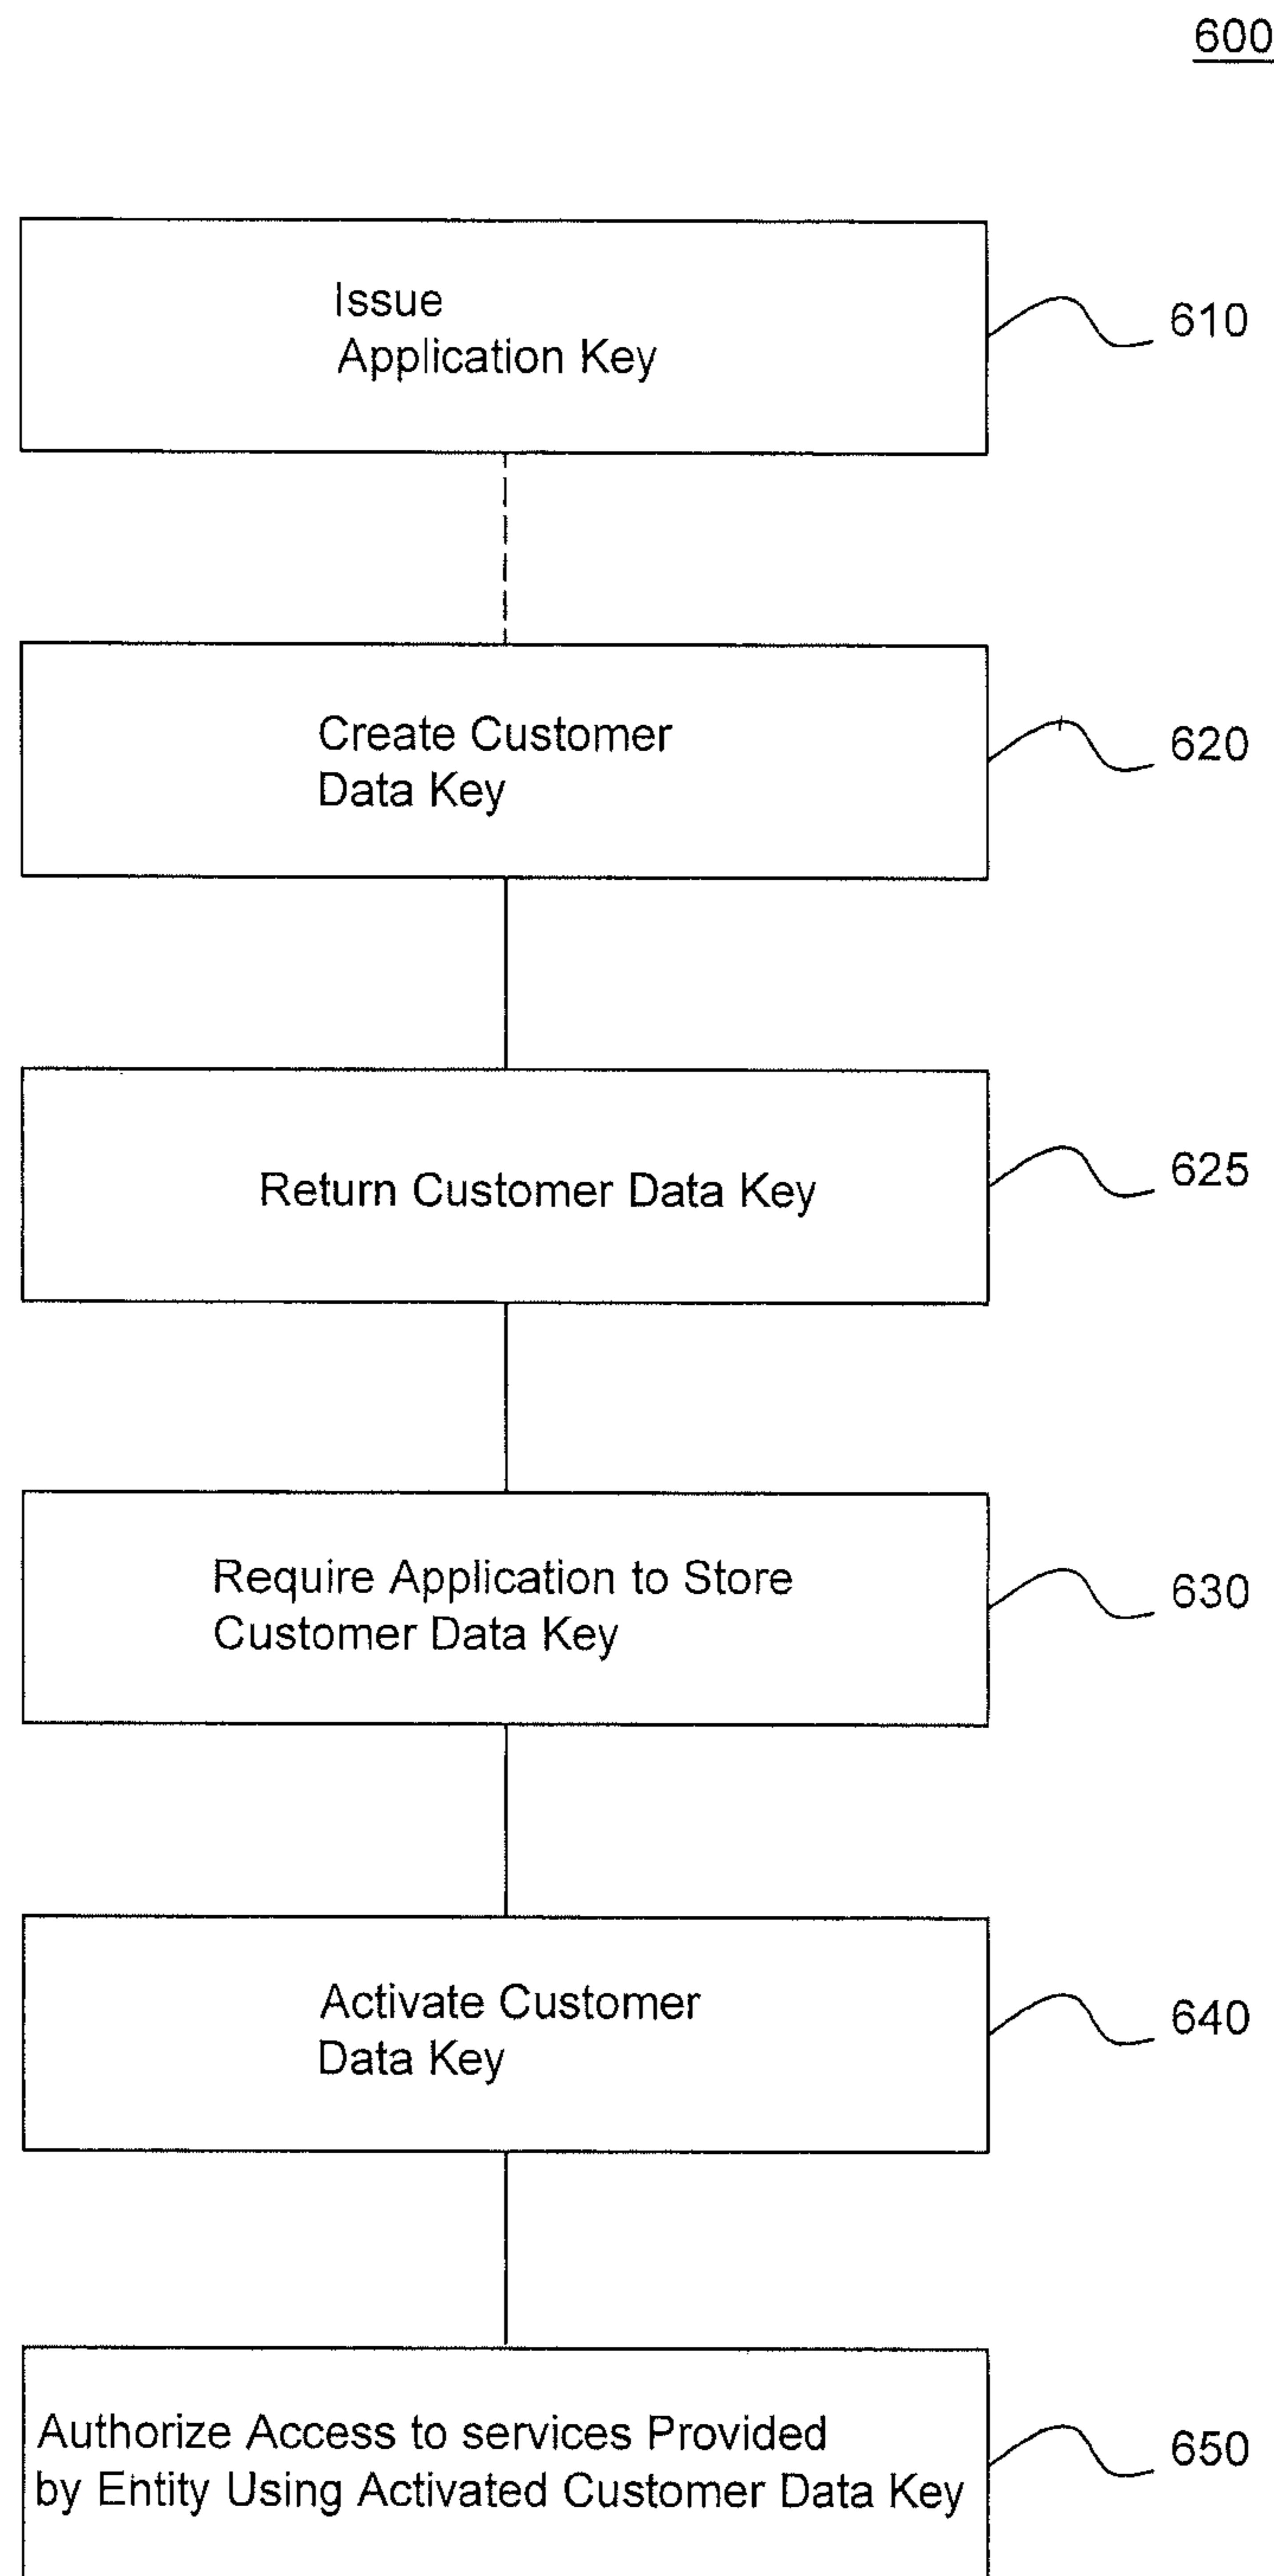 600
Issue
Application Key
610
Create Customer
Data Key
620
Return Customer Data Key
625
Require Application to Store
Customer Data Key
630
Activate Customer
Data Key
640
Authorize Access to services Provided
by Entity Using Activated Customer Data Key
650